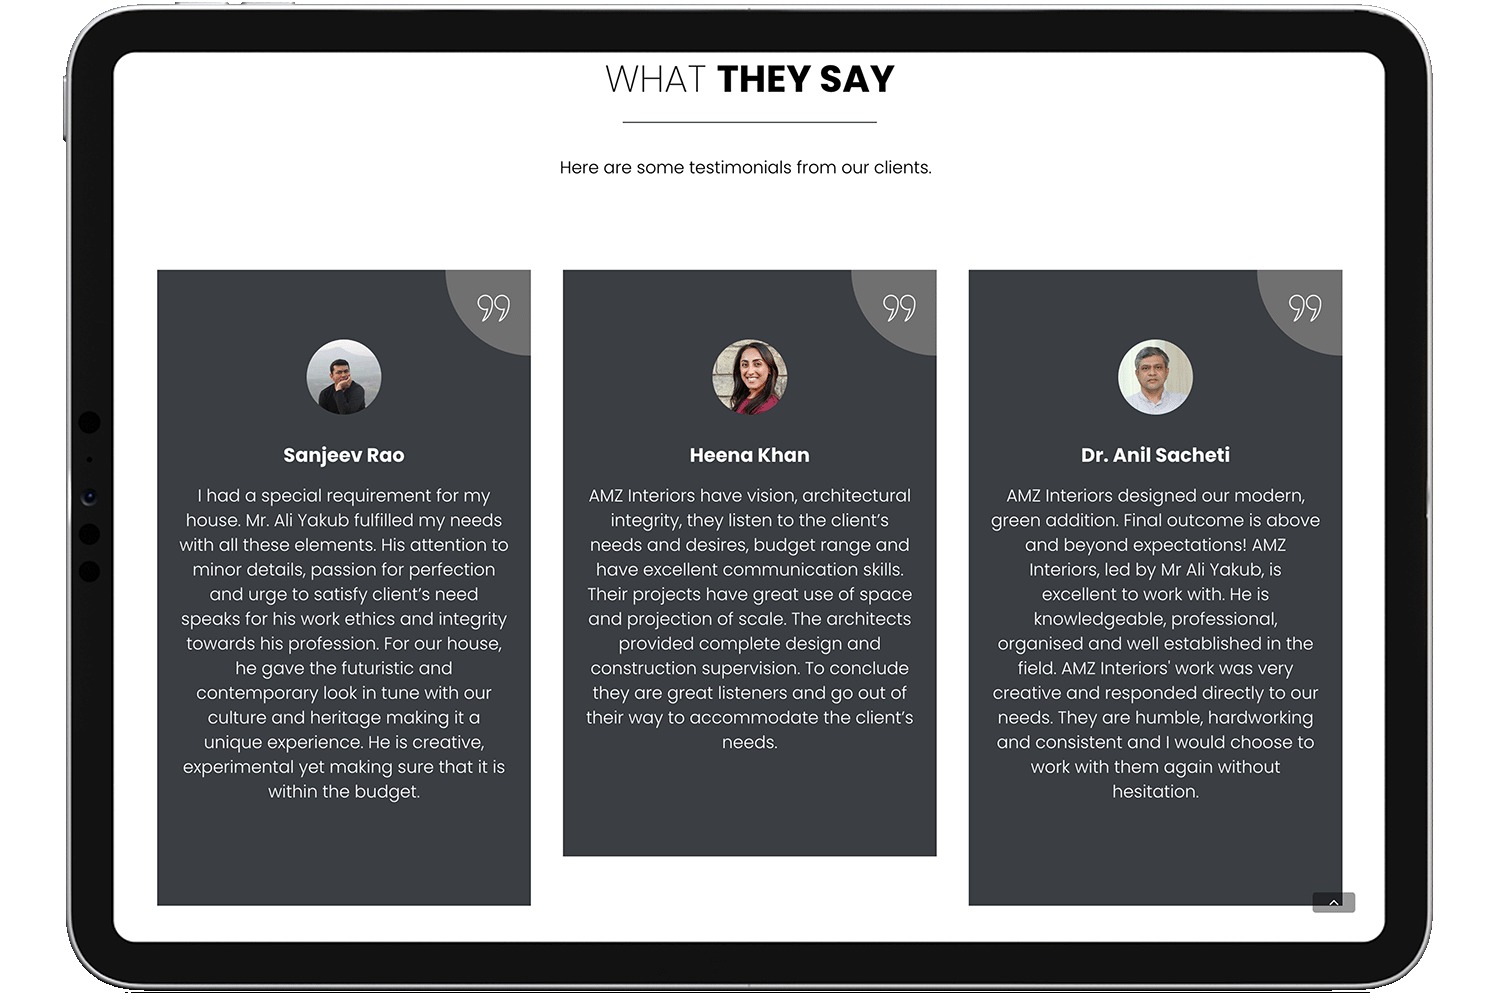 WHAT THEY SAY
Here are some testimonials from our clients.
Sanjeev Rao
I had a special requirement for my
house. Mr. Ali Yakub fulfilled my needs
with all these elements. His attention to
minor details, passion for perfection
and urge to satisfy client’s need
speaks for his work ethics and integrity
towards his profession. For our house,
he gave the futuristic and
contemporary look in tune with our
culture and heritage making it a
unique experience. He is creative,
experimental yet making sure that it is
within the budget.
Heena Khan
AMZ Interiors have vision, architectural
integrity, they listen to the client’s
needs and desires, budget range and
have excellent communication skills.
Their projects have great use of space
and projection of scale. The architects
provided complete design and
construction supervision. To conclude
they are great listeners and go out of
their way to accommodate the client’s
needs.
Dr. Anil Sacheti
AMZ Interiors designed our modern,
green addition. Final outcome is above
and beyond expectations! AMZ
Interiors, led by Mr Ali Yakub, is
excellent to work with. He is
knowledgeable, professional,
organised and well established in the
field. AMZ Interiors' work was very
creative and responded directly to our
needs. They are humble, hardworking
and consistent and I would choose to
work with them again without
hesitation.